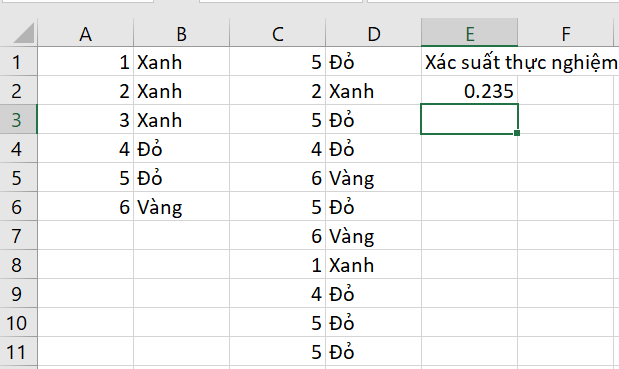 A B C D E F
1 1 Xanh 5 Đỏ Xác suất thực nghiệm
2 2 Xanh 2 Xanh 0.235
3 3 Xanh 5 Đỏ
4 4 Đỏ 4 Đỏ
5 5 Đỏ 6 Vàng
6 6 Vàng 5 Đỏ
7 6 Vàng
8 1 Xanh
9 4 Đỏ
10 5 Đỏ
11 5 Đỏ